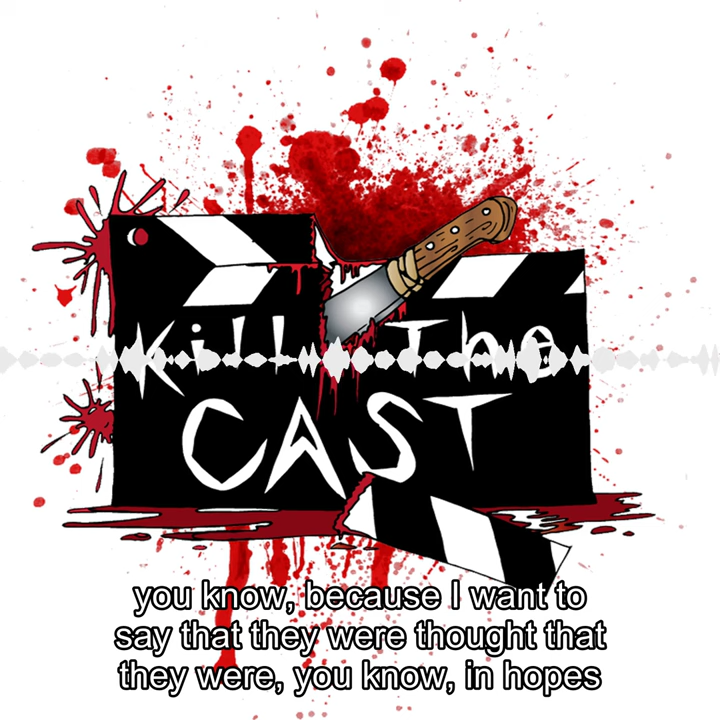 Kill The
CAST
you know, because I want to
say that they were thought that
they were, you know, in hopes